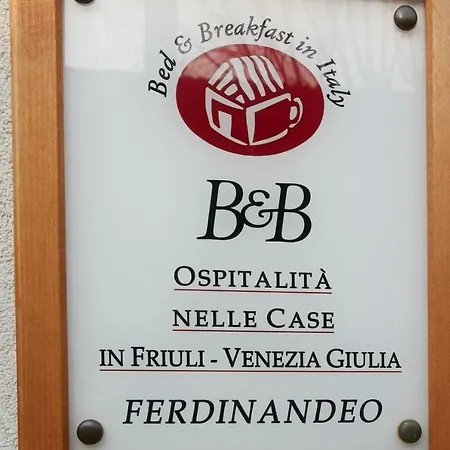 Bed & Breakfast in Italy
B&B
OSPITALITÀ
NELLE CASE
IN FRIULI - VENEZIA GIULIA
FERDINANDEO